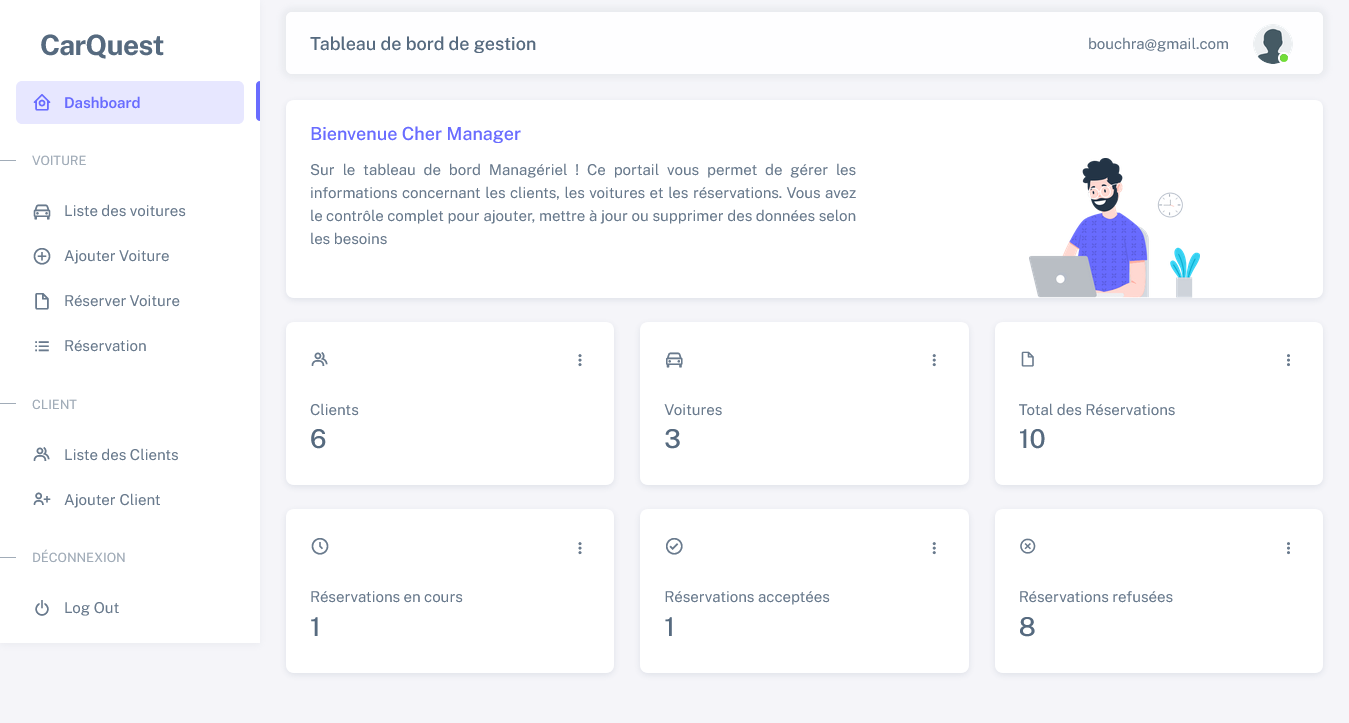 CarQuest
Dashboard
VOITURE
Liste des voitures
Ajouter Voiture
Réserver Voiture
Réservation
CLIENT
Liste des Clients
Ajouter Client
DÉCONNEXION
Log Out
Tableau de bord de gestion
bouchra@gmail.com
Bienvenue Cher Manager
Sur le tableau de bord Managériel ! Ce portail vous permet de gérer les
informations concernant les clients, les voitures et les réservations. Vous avez
le contrôle complet pour ajouter, mettre à jour ou supprimer des données selon
les besoins
Clients
6
Voitures
3
Total des Réservations
10
Réservations en cours
1
Réservations acceptées
1
Réservations refusées
8